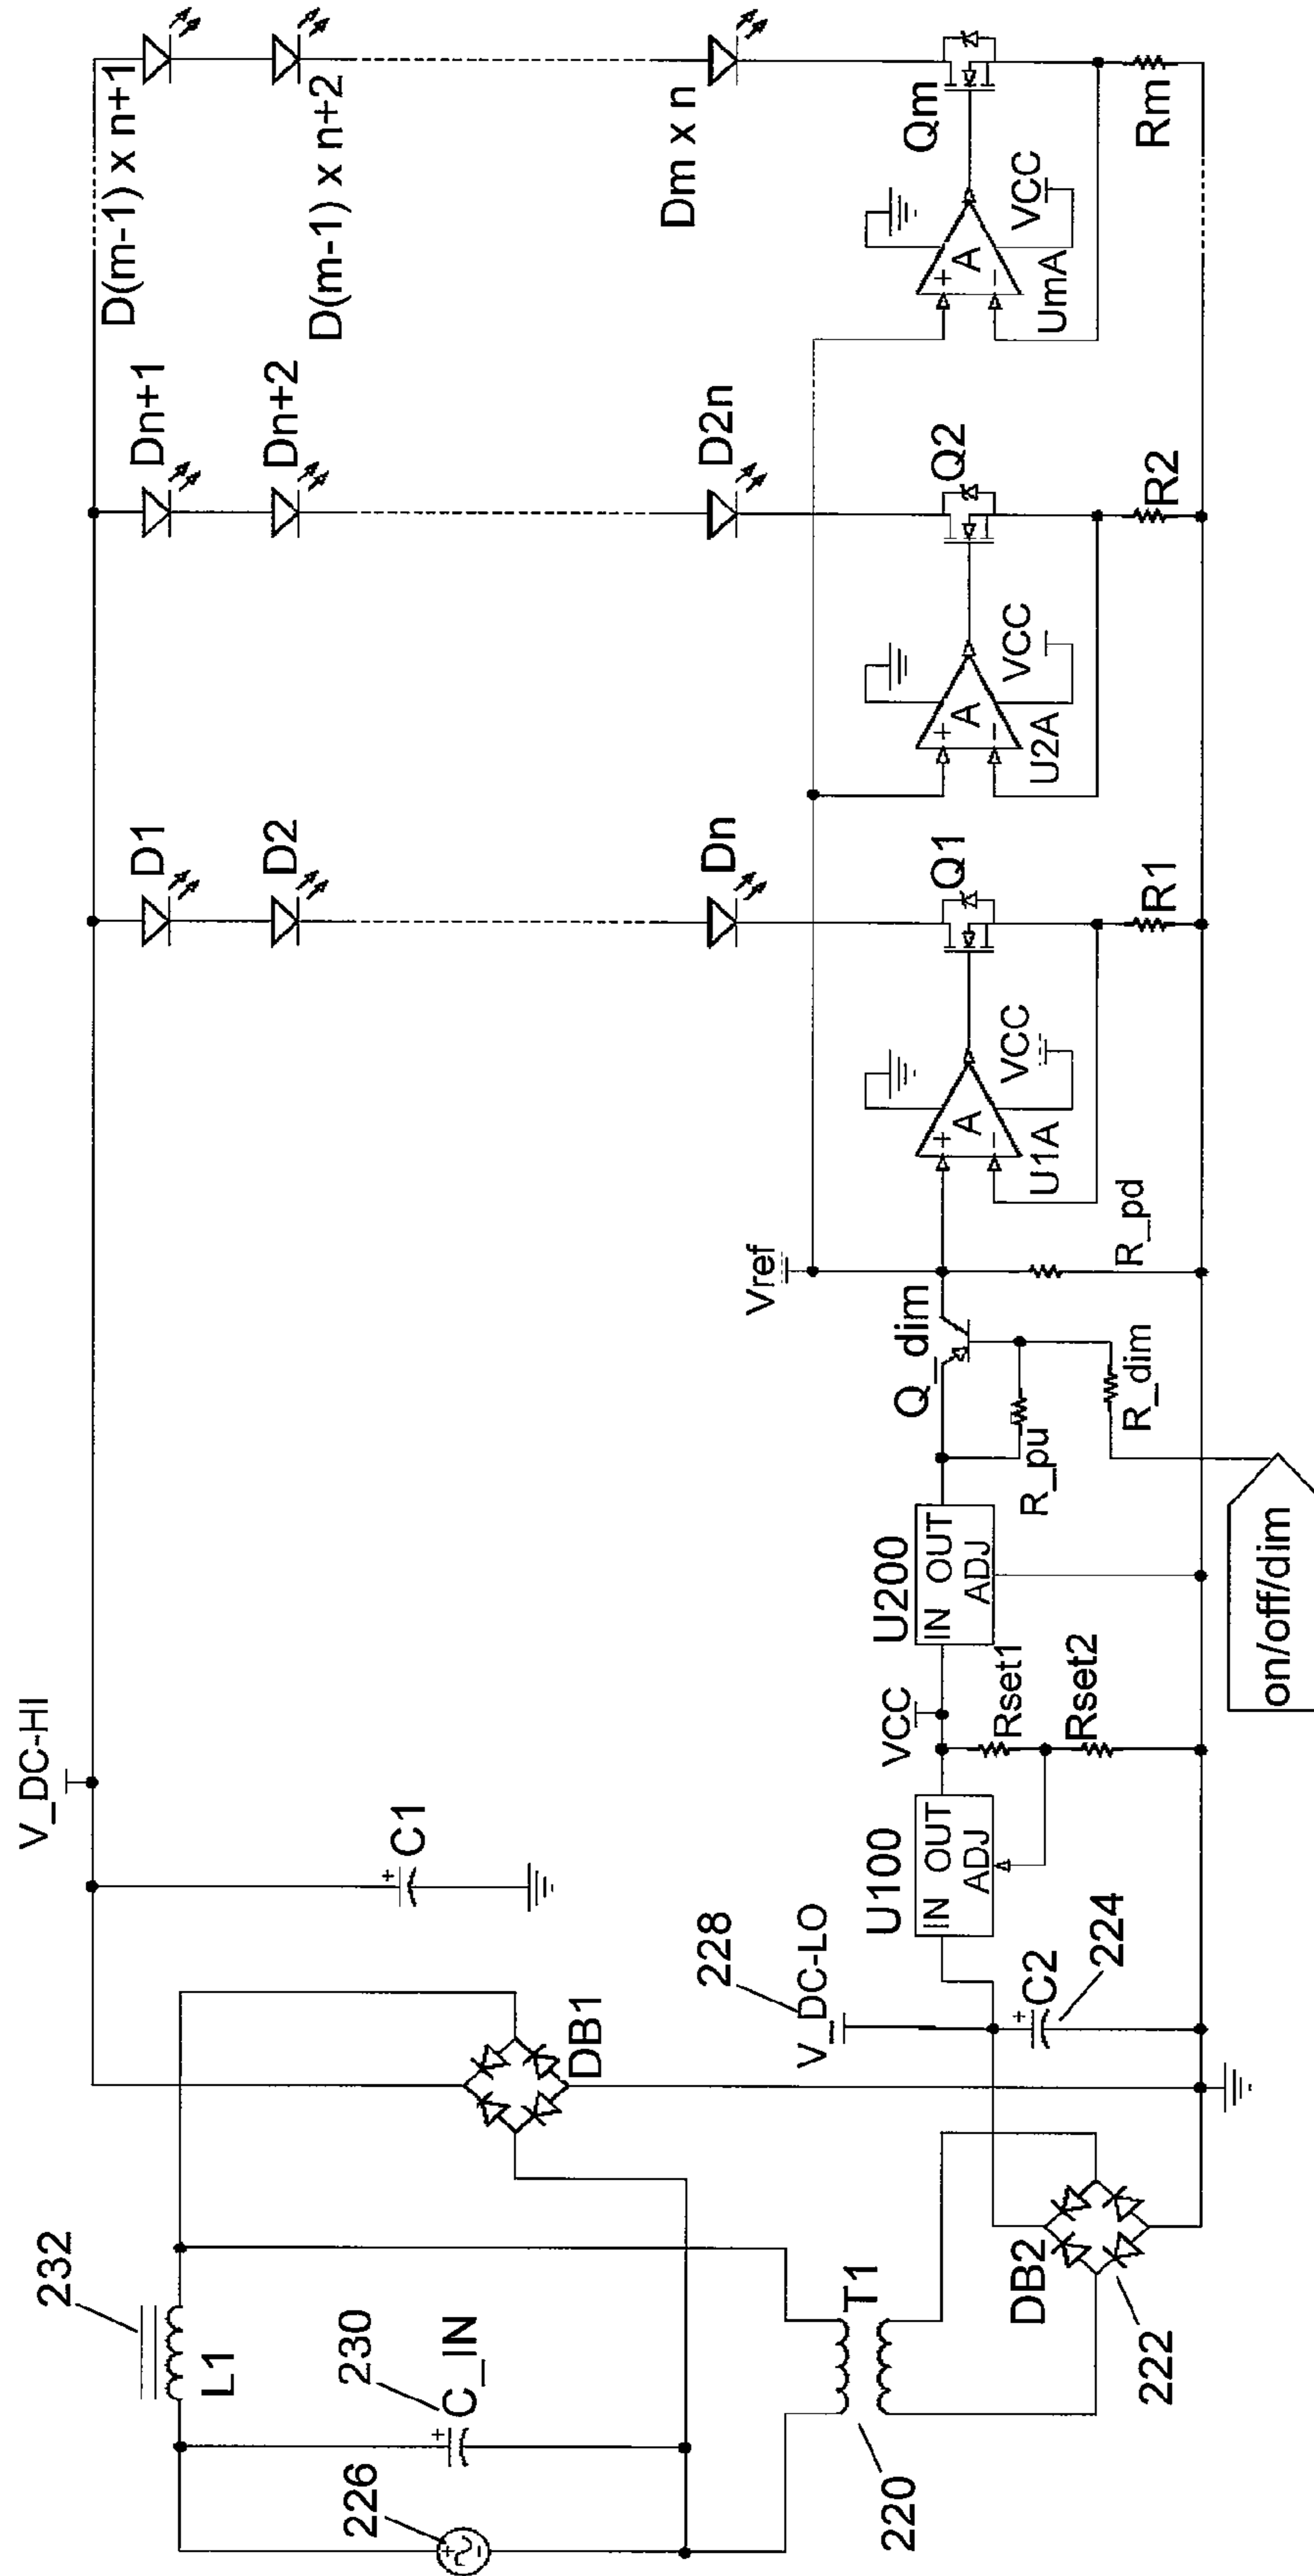 232
L1
226
230
C_IN
220
T1
DB2
222
DB1
228
V_DC-LO
C2
224
V_DC-HI
C1
U100
IN OUT
ADJ
VCC
Rset1
Rset2
U200
IN OUT
ADJ
R_pu
Q_dim
R_dim
on/off/dim
Vref
R_pd
D1
D2
Dn
+
A
−
U1A
VCC
Q1
R1
Dn+1
Dn+2
D2n
+
A
−
U2A
VCC
Q2
R2
D(m-1) x n+1
D(m-1) x n+2
Dm x n
+
A
−
UmA
VCC
Qm
Rm